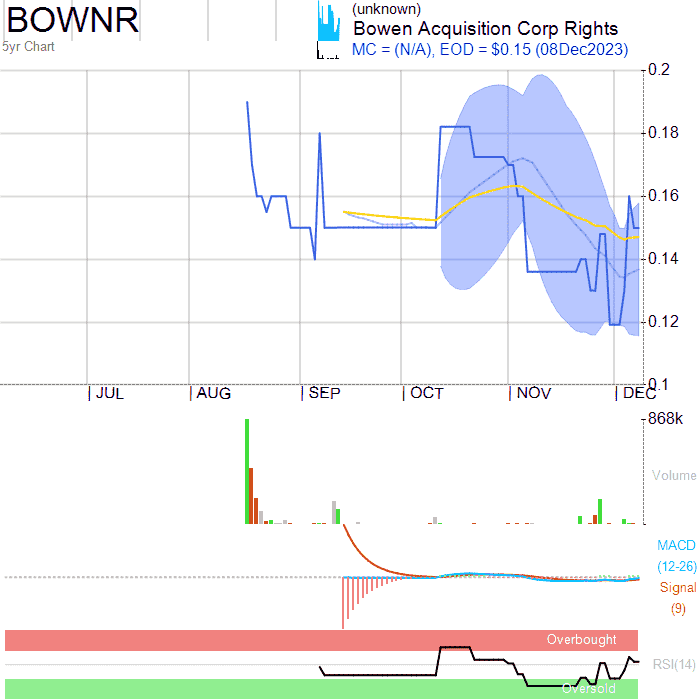 BOWNR
5yr Chart
(unknown)
Bowen Acquisition Corp Rights
MC = (N/A), EOD = $0.15 (08Dec2023)
0.2
0.18
0.16
0.14
0.12
0.1
JUL AUG SEP OCT NOV DEC
868k
Volume
MACD
(12-26)
Signal
(9)
Overbought
RSI(14)
Oversold